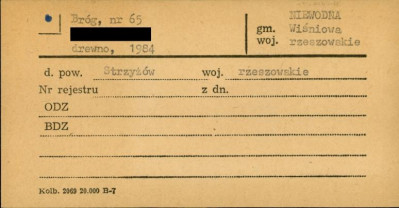 Bróg, nr 65
drewno, 1984
NIEWODNA
gm. Wiśniowa
woj. rzeszowskie
d. pow. Strzyżów woj. rzeszowskie
Nr rejestru z dn.
ODZ
BDZ
Kolb. 2063 20.000 B-7